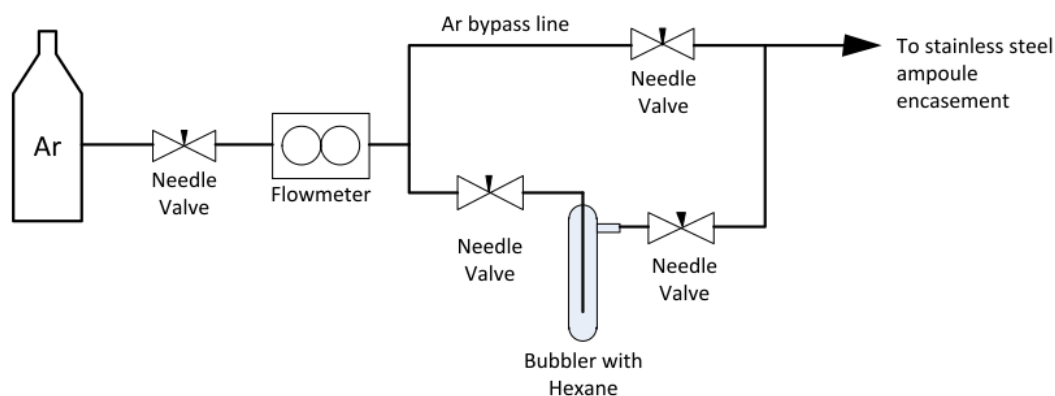 Ar bypass line
To stainless steel
ampoule
encasement
Needle
Valve
Ar
Needle
Valve
Flowmeter
Needle
Valve
Needle
Valve
Bubbler with
Hexane